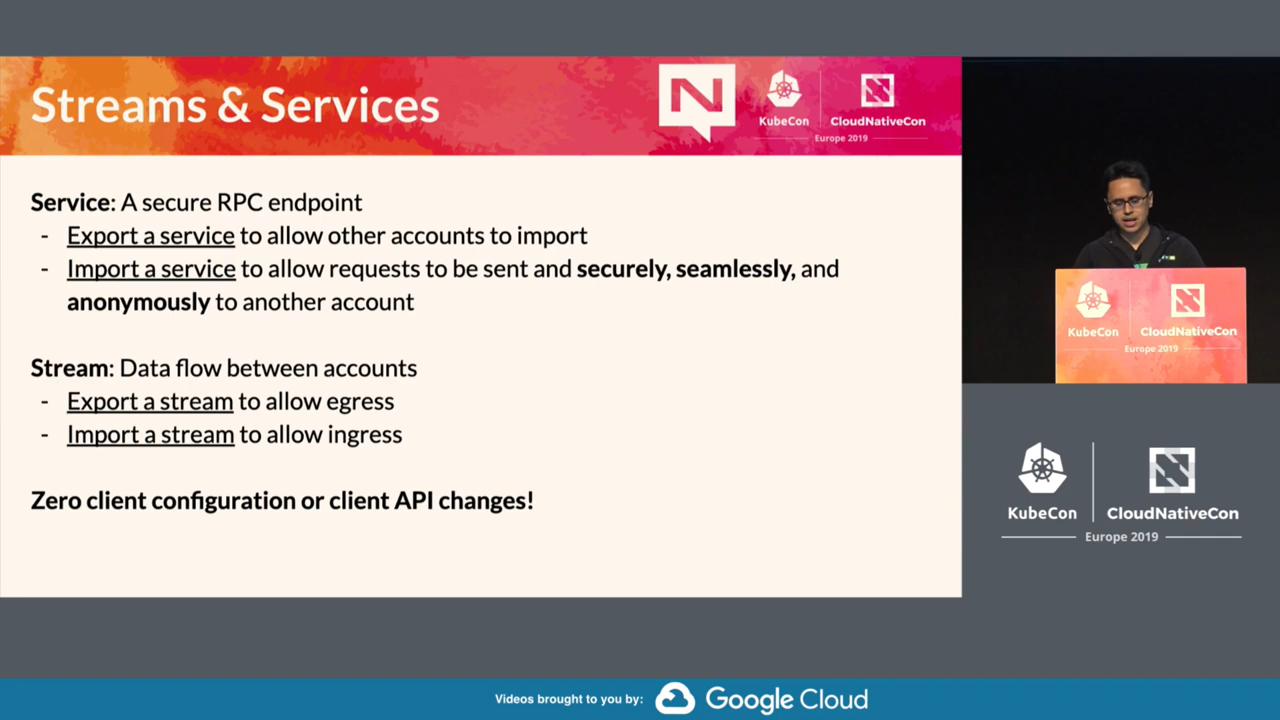 Streams & Services
N
KubeCon
CloudNativeCon
Europe 2019
Service: A secure RPC endpoint
- Export a service to allow other accounts to import
- Import a service to allow requests to be sent and securely, seamlessly, and
anonymously to another account
Stream: Data flow between accounts
- Export a stream to allow egress
- Import a stream to allow ingress
Zero client configuration or client API changes!
KubeCon
CloudNativeCon
Europe 2019
KubeCon
CloudNativeCon
Europe 2019
Videos brought to you by:
Google Cloud